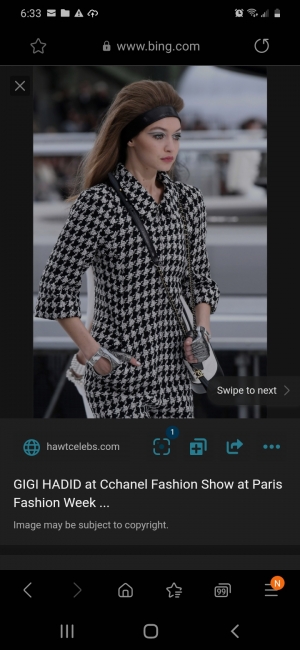 6:33
www.bing.com
Swipe to next
hawtcelebs.com
1
GIGI HADID at Cchanel Fashion Show at Paris
Fashion Week ...
Image may be subject to copyright.
99
N